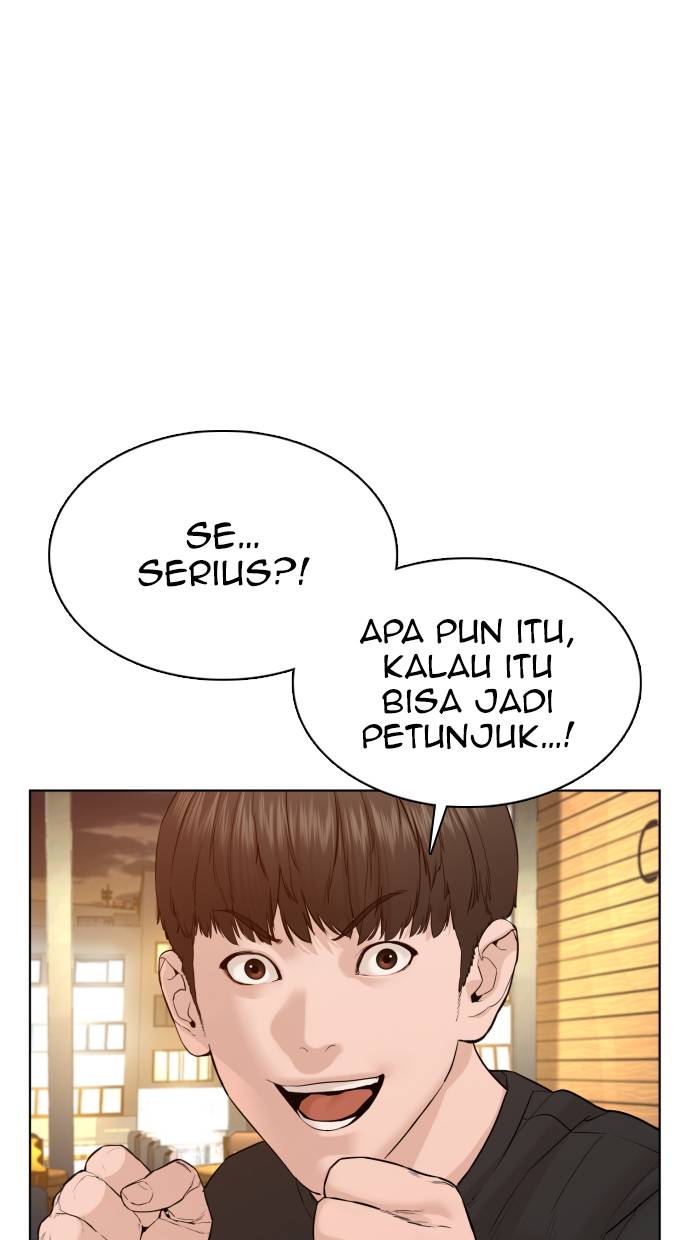 SE...
SERIUS?!
APA PUN ITU,
KALAU ITU
BISA JADI
PETUNJUK...!